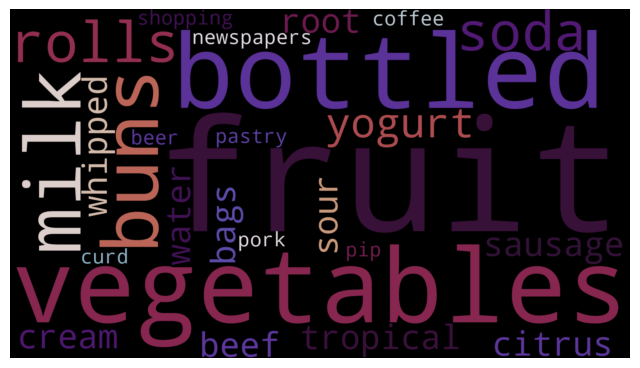 shopping
root
coffee
rolls
newspapers
soda
bottled
milk
whipped
buns
beer
pastry
yogurt
fruit
water
bags
sour
pork
curd
pip
sausage
vegetables
cream
beef
tropical
citrus